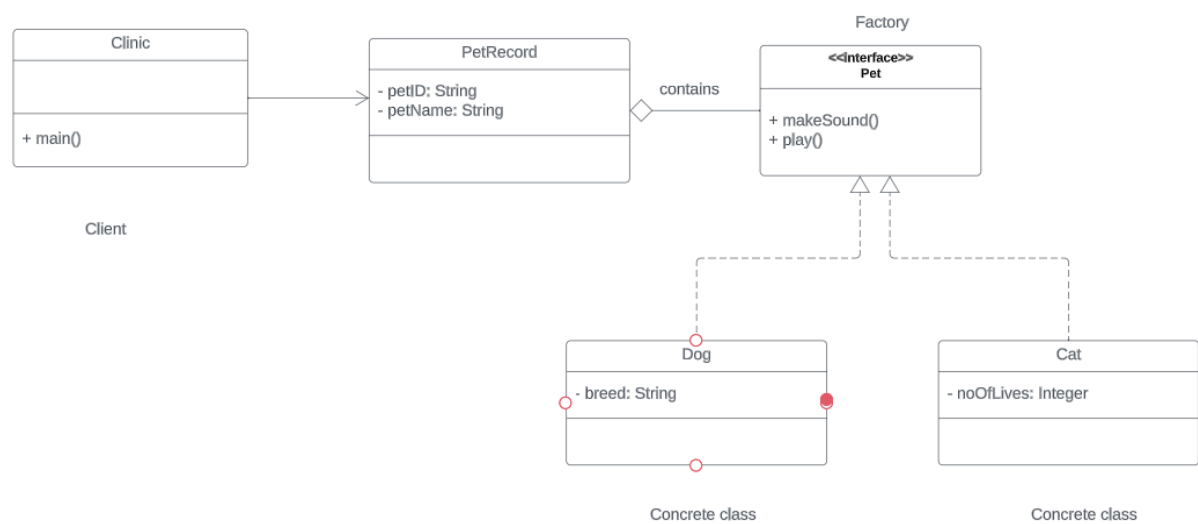 Factory
Clinic
+ main()
Client
PetRecord
- petID: String
- petName: String
contains
<<Interface>>
Pet
+ makeSound()
+ play()
Dog
- breed: String
Concrete class
Cat
- noOfLives: Integer
Concrete class